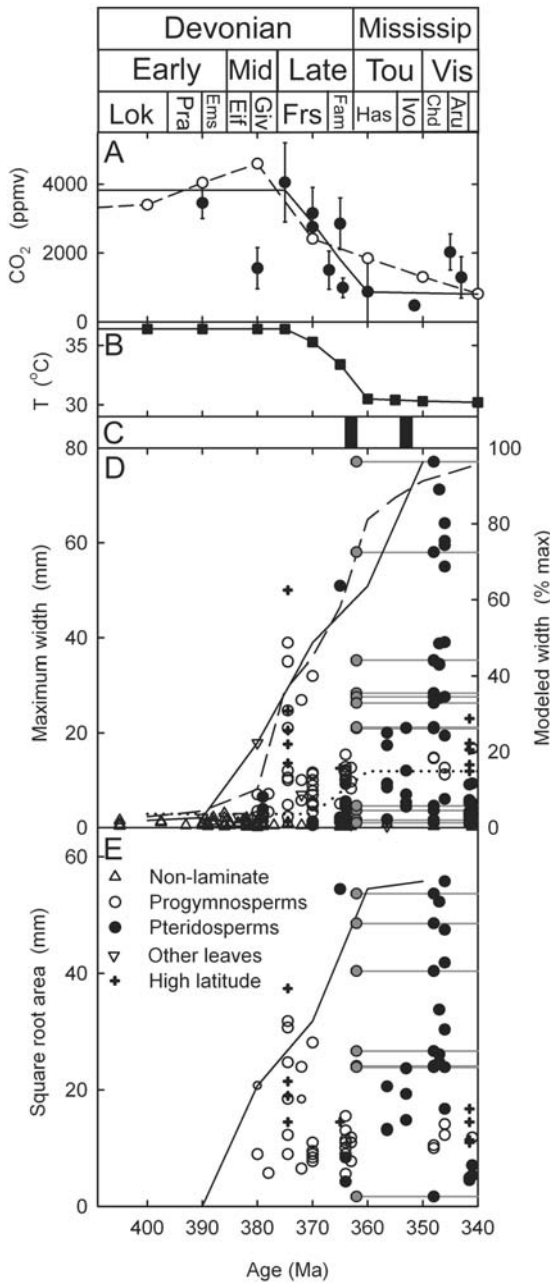 Devonian Mississip
Early Mid Late Tou Vis
Lok Pra Ems Eif Giv Frs Fam Has Ivo Chd Aru
A
CO2 (ppmv)
4000
2000
0
B
T (°C)
35
30
C
D
Maximum width (mm)
80
60
40
20
0
100
80
60
40
20
0
Modeled width (% max)
E
Square root area (mm)
60
40
20
0
Non-laminate
Progymnosperms
Pteridosperms
Other leaves
High latitude
400 390 380 370 360 350 340
Age (Ma)